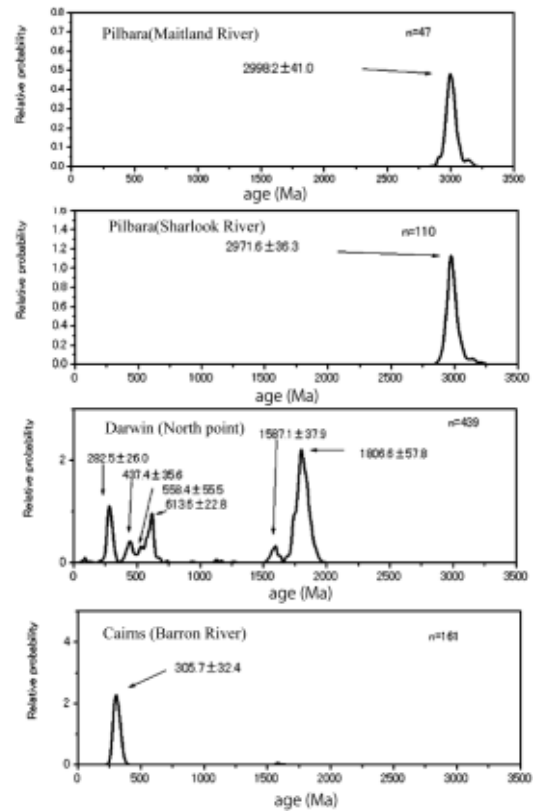 Pilbara(Maitland River)
n=47
2998.2±41.0
Relative probability
0.8
0.7
0.6
0.5
0.4
0.3
0.2
0.1
0.0
0 500 1000 1500 2000 2500 3000 3500
age (Ma)
Pilbara(Sharlook River)
n=110
2971.6±36.3
Relative probability
1.6
1.4
1.2
1.0
0.8
0.6
0.4
0.2
0.0
0 500 1000 1500 2000 2500 3000 3500
age (Ma)
Darwin (North point)
n=439
1587.1±37.9
282.5±26.0
437.4±35.6
558.4±55.5
613.5±22.8
1806.6±57.8
Relative probability
2
0
0 500 1000 1500 2000 2500 3000 3500
age (Ma)
Cairns (Barron River)
n=161
305.7±32.4
Relative probability
4
2
0
0 500 1000 1500 2000 2500 3000 3500
age (Ma)